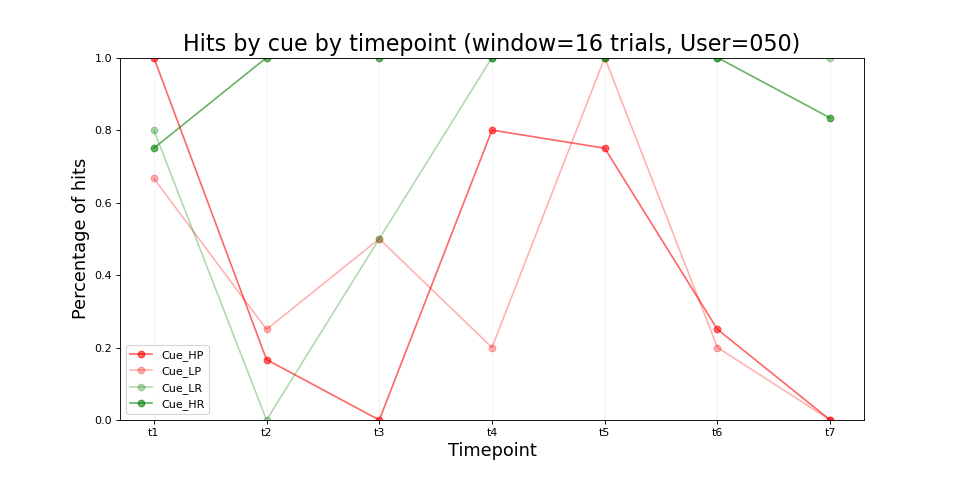 Hits by cue by timepoint (window=16 trials, User=050)
Percentage of hits
1.0
0.8
0.6
0.4
0.2
0.0
Cue_HP
Cue_LP
Cue_LR
Cue_HR
t1 t2 t3 t4 t5 t6 t7
Timepoint